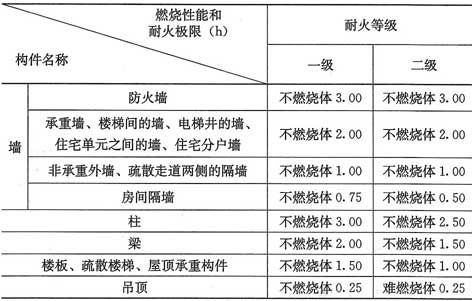 燃烧性能和
耐火极限（h）
构件名称
耐火等级
一级 二级
墙
防火墙 不燃烧体 3.00 不燃烧体 3.00
承重墙、楼梯间的墙、电梯井的墙、
住宅单元之间的墙、住宅分户墙 不燃烧体 2.00 不燃烧体 2.00
非承重外墙、疏散走道两侧的隔墙 不燃烧体 1.00 不燃烧体 1.00
房间隔墙 不燃烧体 0.75 不燃烧体 0.50
柱 不燃烧体 3.00 不燃烧体 2.50
梁 不燃烧体 2.00 不燃烧体 1.50
楼板、疏散楼梯、屋顶承重构件 不燃烧体 1.50 不燃烧体 1.00
吊顶 不燃烧体 0.25 难燃烧体 0.25